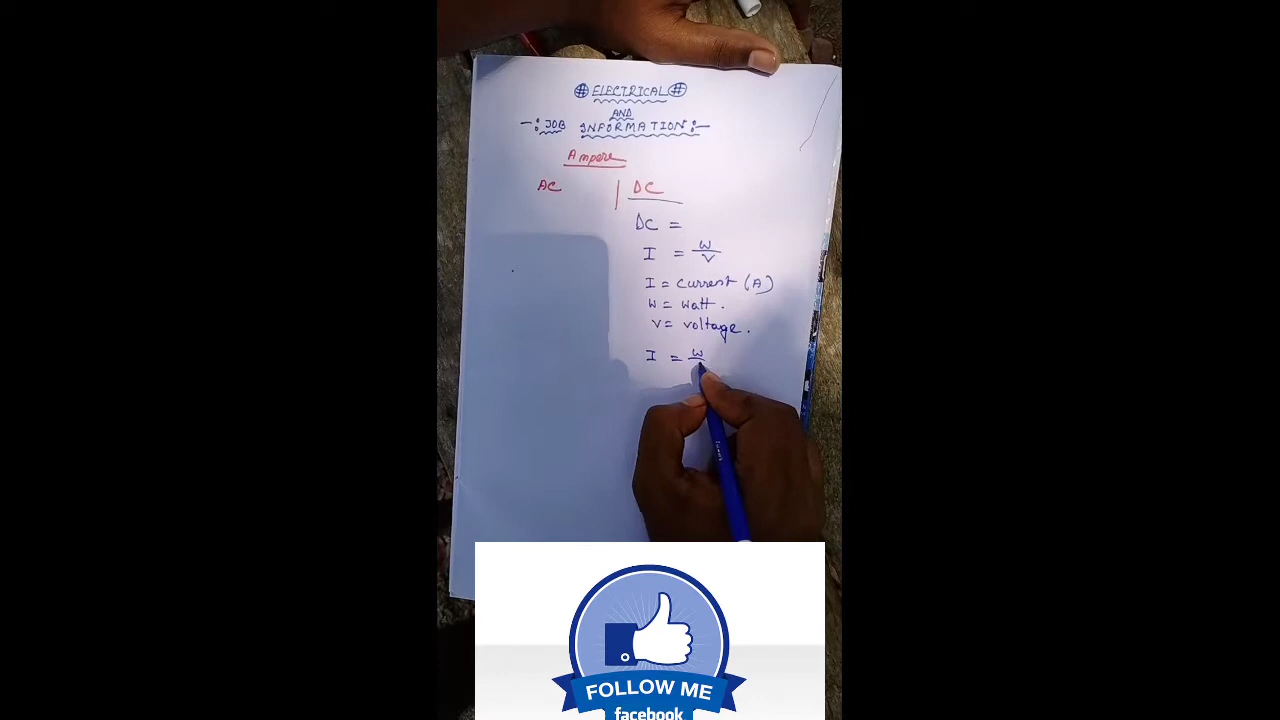 ELECTRICAL
AND
-: JOB INFORMATION :-
Ampere
AC | DC
DC =
I = W/V
I = current (A)
W = watt.
V = voltage.
I = W
FOLLOW ME
facebook